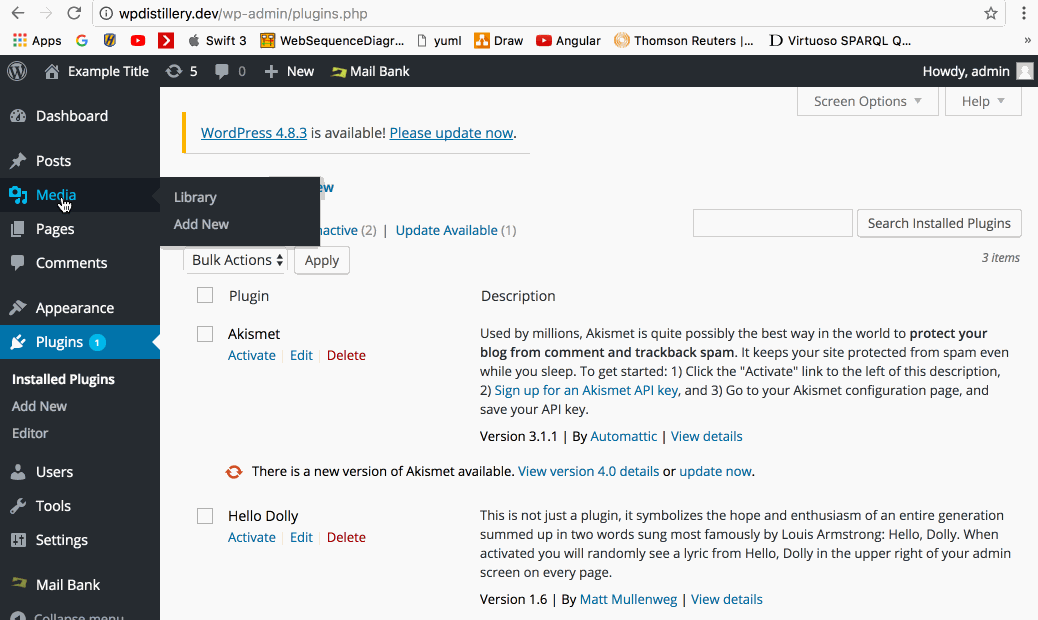 wpdistillery.dev/wp-admin/plugins.php
Apps Swift 3 WebSequenceDiagr... yuml Draw Angular Thomson Reuters |... Virtuoso SPARQL Q... »
Example Title 5 0 New Mail Bank Howdy, admin
Screen Options Help
Dashboard
WordPress 4.8.3 is available! Please update now.
Posts
Media
Library
Add New
Pages
(2) | Update Available (1)
Search Installed Plugins
Comments
Bulk Actions Apply
3 items
Plugin Description
Appearance
Plugins 1
Akismet
Activate | Edit | Delete
Used by millions, Akismet is quite possibly the best way in the world to protect your
blog from comment and trackback spam. It keeps your site protected from spam even
while you sleep. To get started: 1) Click the "Activate" link to the left of this description,
2) Sign up for an Akismet API key, and 3) Go to your Akismet configuration page, and
save your API key.
Version 3.1.1 | By Automattic | View details
Installed Plugins
Add New
Editor
Users
Tools
Settings
Mail Bank
Collapse menu
There is a new version of Akismet available. View version 4.0 details or update now.
Hello Dolly
Activate | Edit | Delete
This is not just a plugin, it symbolizes the hope and enthusiasm of an entire generation
summed up in two words sung most famously by Louis Armstrong: Hello, Dolly. When
activated you will randomly see a lyric from Hello, Dolly in the upper right of your admin
screen on every page.
Version 1.6 | By Matt Mullenweg | View details